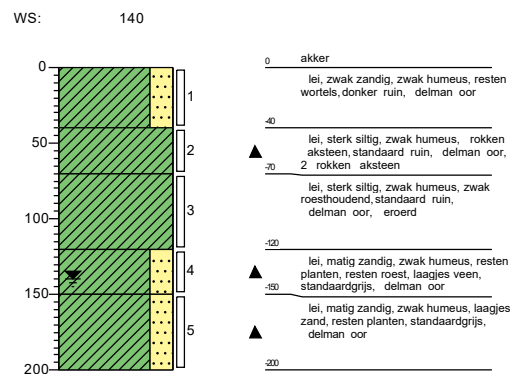 WS: 140
0
50
100
150
200
1
2
3
4
5
0 akker
lei, zwak zandig, zwak humeus, resten
wortels, donker ruin, delman oor
-40
lei, sterk siltig, zwak humeus, rokken
aksteen, standaard ruin, delman oor,
2 rokken aksteen
-70
lei, sterk siltig, zwak humeus, zwak
roesthoudend, standaard ruin,
delman oor, eroerd
-120
lei, matig zandig, zwak humeus, resten
planten, resten roest, laagjes veen,
standaardgrijs, delman oor
-150
lei, matig zandig, zwak humeus, laagjes
zand, resten planten, standaardgrijs,
delman oor
-200